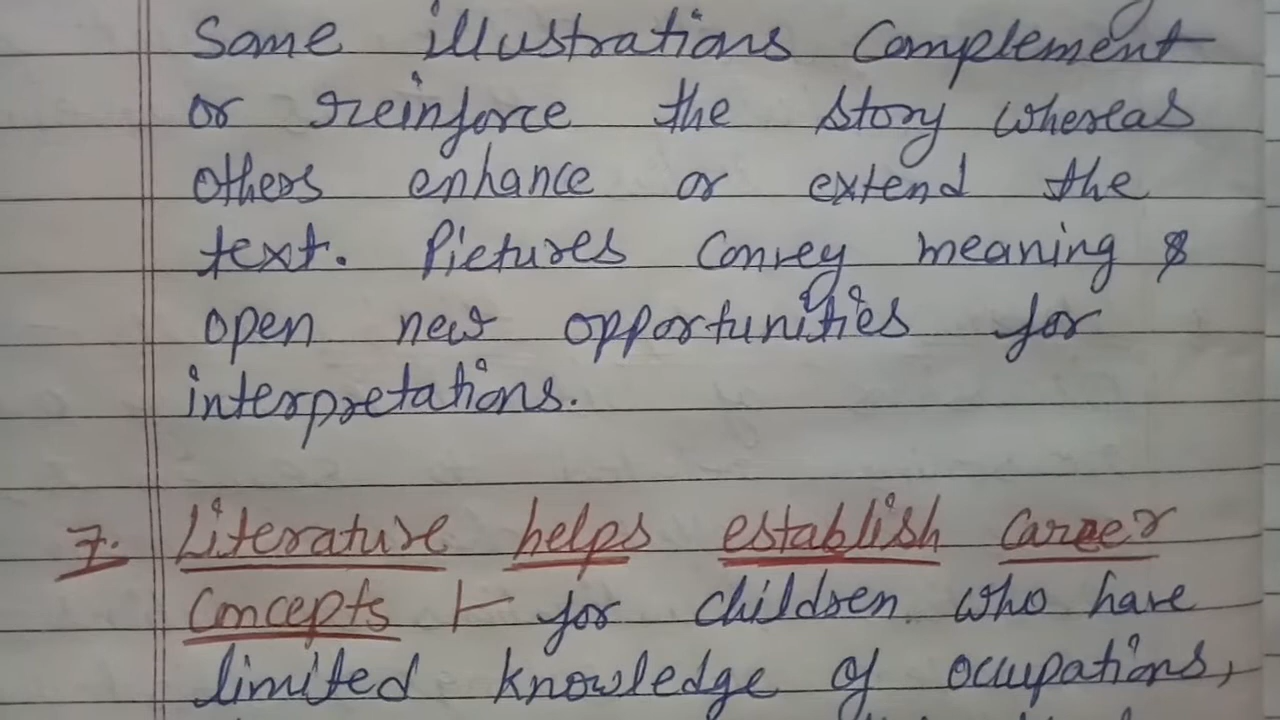 Some illustrations Complement
or reinforce the story whereas
others enhance or extend the
text. Pictures Convey meaning &
open new opportunities for
interpretations.
7. Literature helps establish Career
Concepts :- for children who have
limited knowledge of occupations,